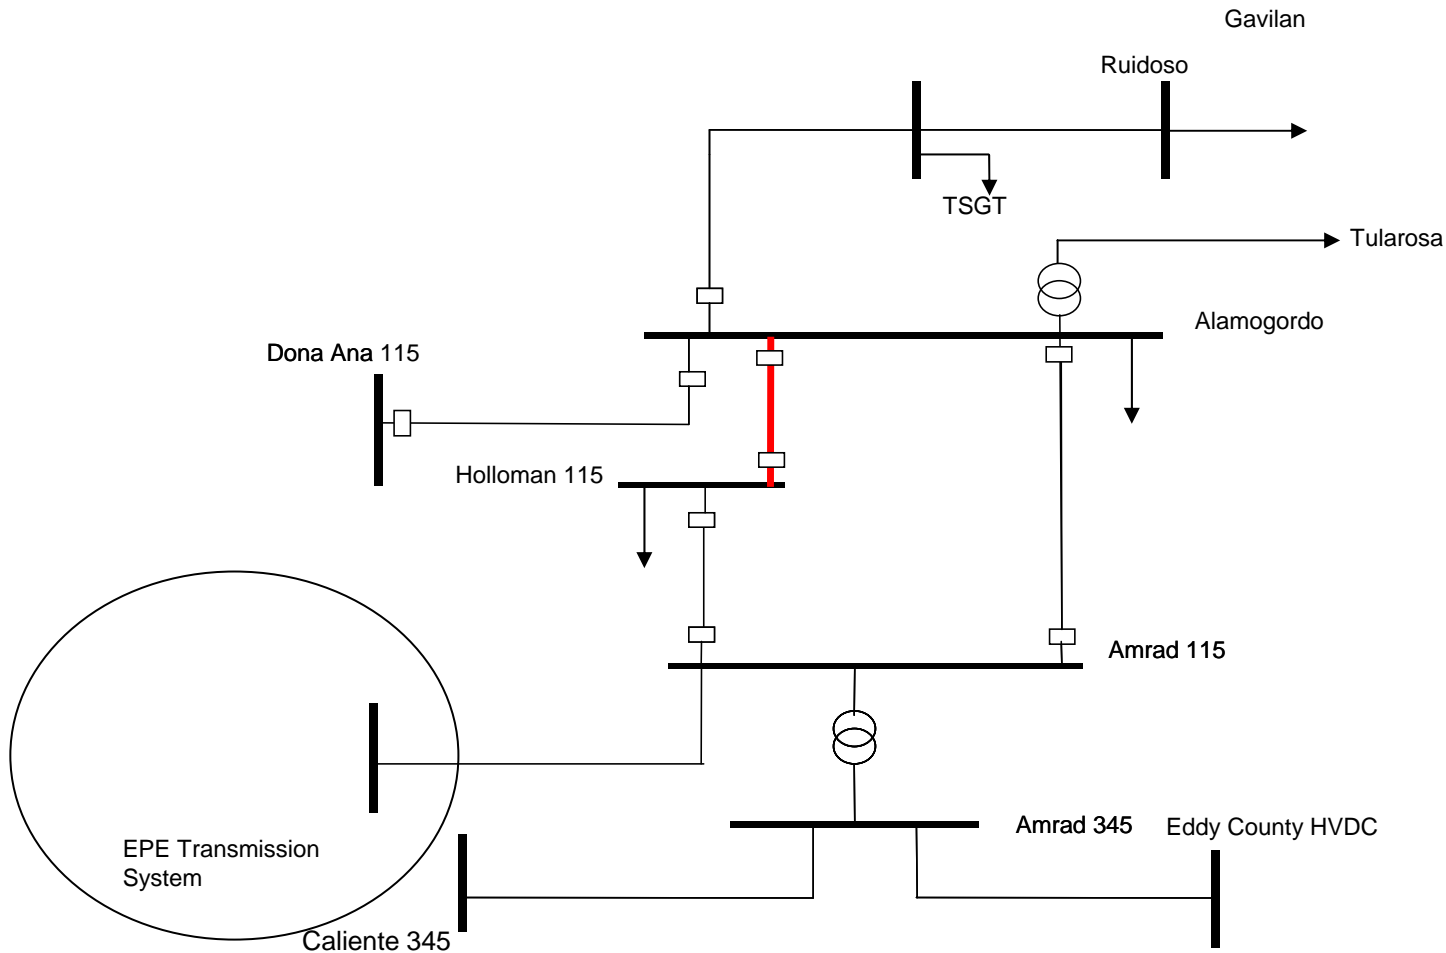 Gavilan
Ruidoso
TSGT
Tularosa
Alamogordo
Dona Ana 115
Holloman 115
Amrad 115
Amrad 345
Eddy County HVDC
EPE Transmission
System
Caliente 345